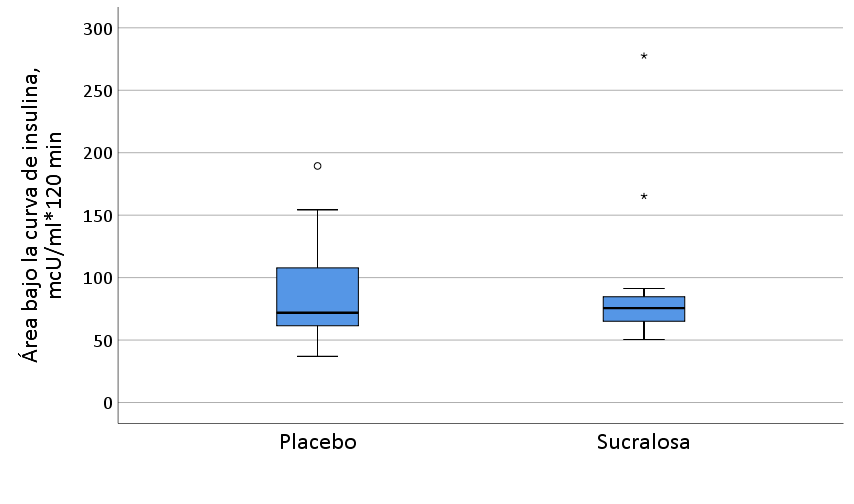 Área bajo la curva de insulina,
mcU/ml*120 min
300
250
200
150
100
50
0
Placebo
Sucralosa